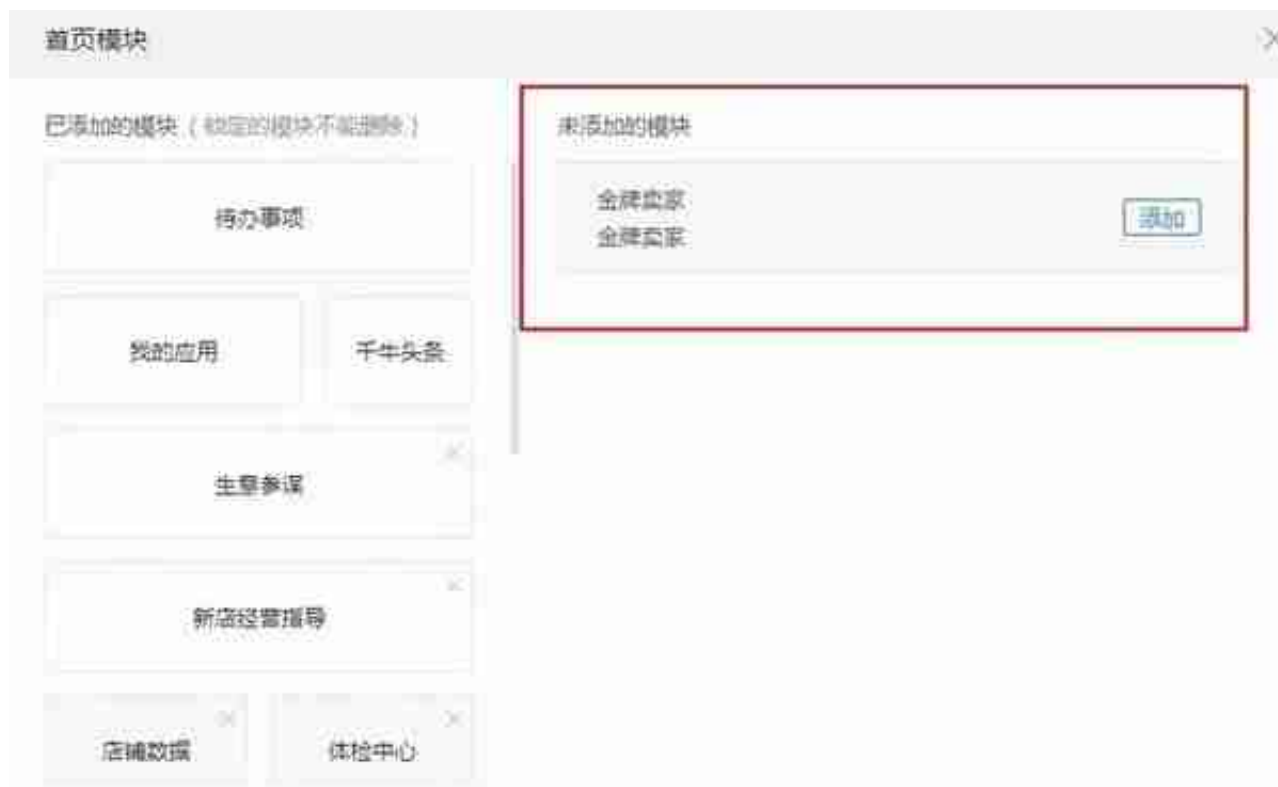 首页模块
已添加的模块（锁定的模块不能删除）
待办事项
我的应用
千牛头条
生意参谋
新店经营指导
店铺数据
体检中心
未添加的模块
金牌卖家
金牌卖家
添加